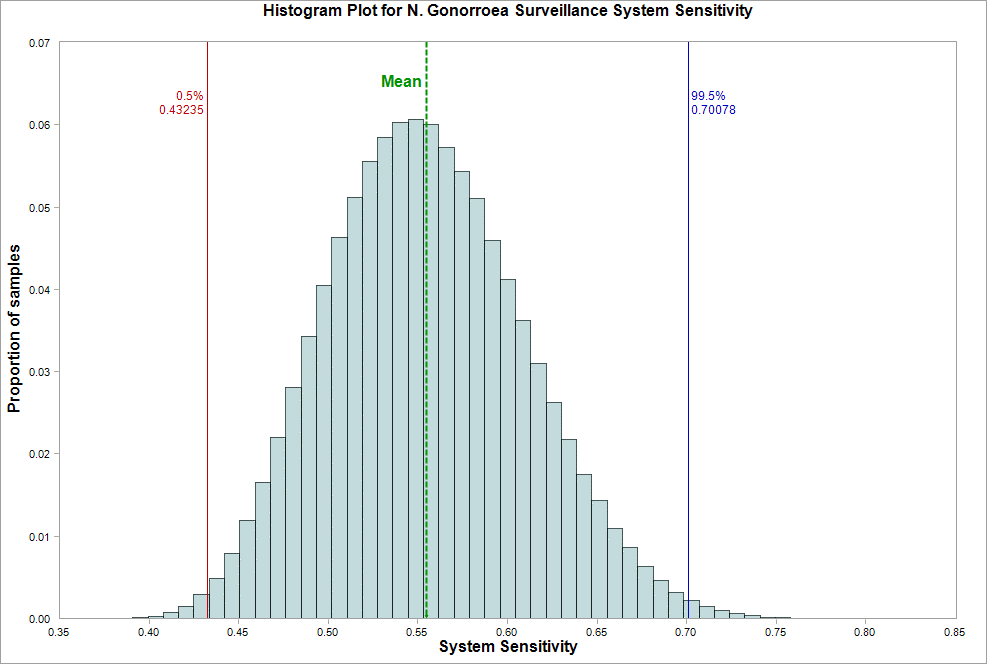 Histogram Plot for N. Gonorroea Surveillance System Sensitivity
0.07
Mean
0.5%
0.43235
99.5%
0.70078
0.06
0.05
0.04
0.03
0.02
0.01
0.00
Proportion of samples
0.35 0.40 0.45 0.50 0.55 0.60 0.65 0.70 0.75 0.80 0.85
System Sensitivity